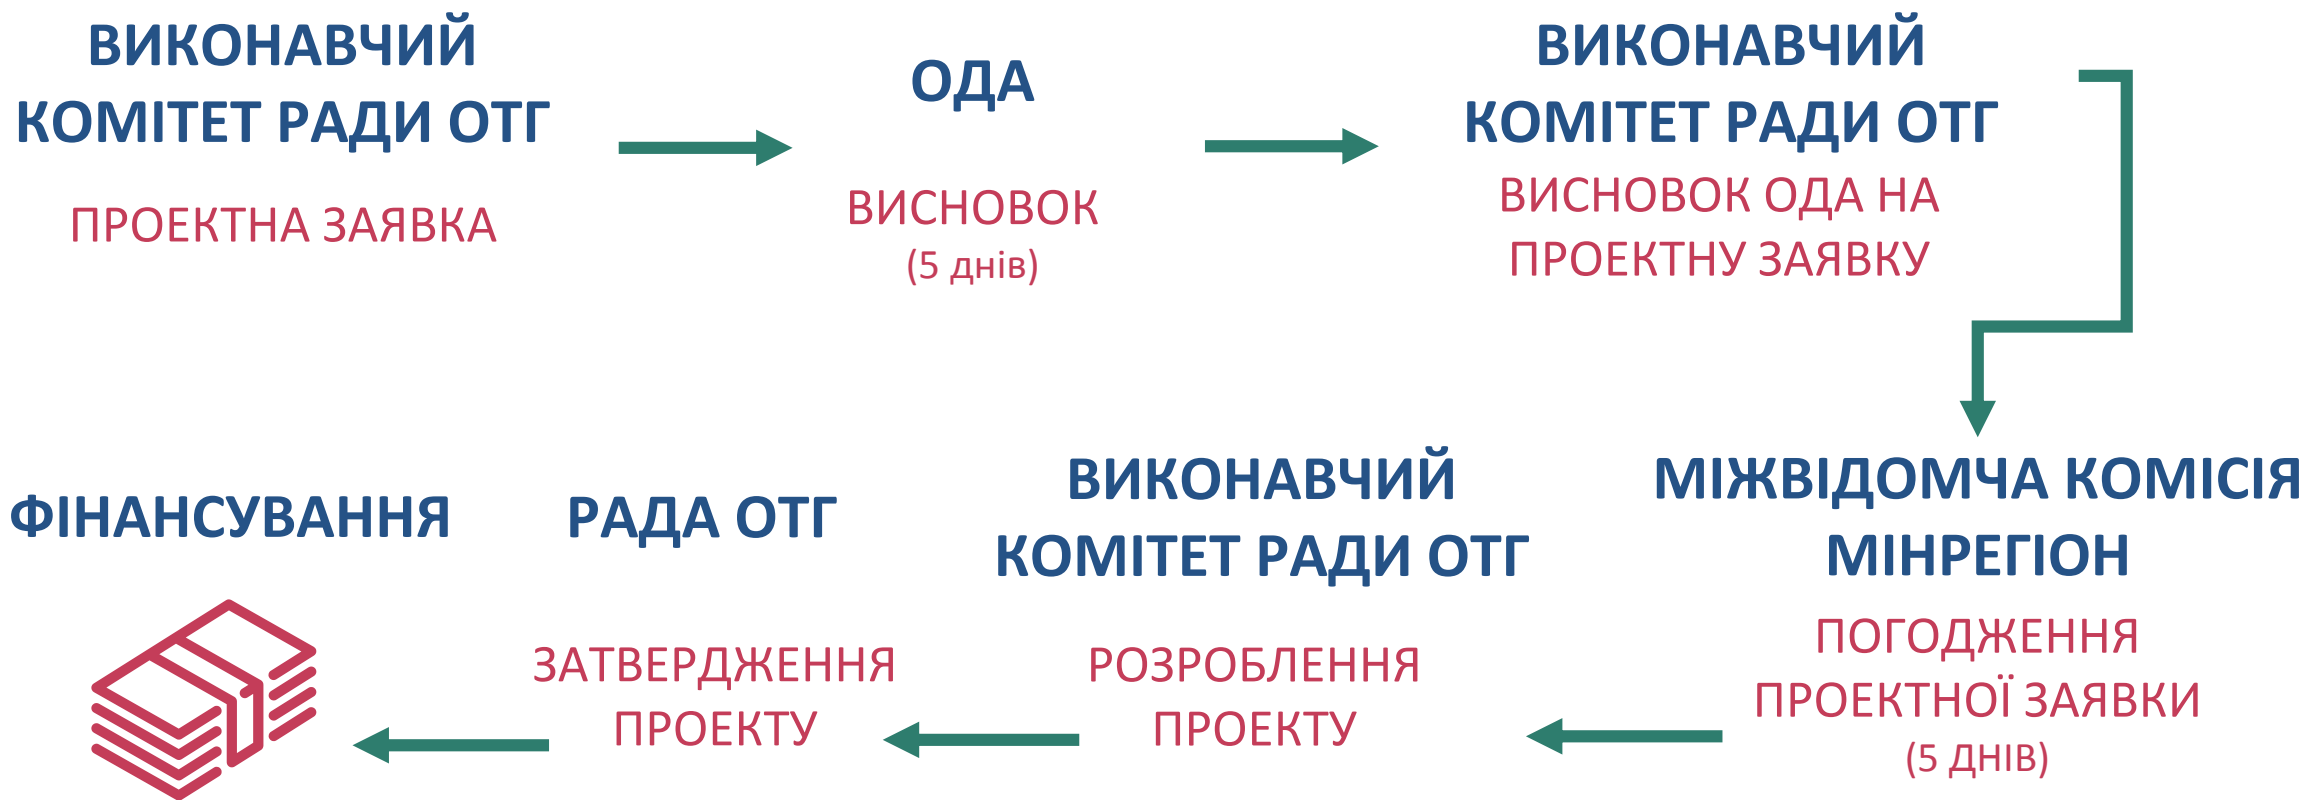 ВИКОНАВЧИЙ
КОМІТЕТ РАДИ ОТГ
ПРОЕКТНА ЗАЯВКА
ОДА
ВИСНОВОК
(5 днів)
ВИКОНАВЧИЙ
КОМІТЕТ РАДИ ОТГ
ВИСНОВОК ОДА НА
ПРОЕКТНУ ЗАЯВКУ
МІЖВІДОМЧА КОМІСІЯ
МІНРЕГІОН
ПОГОДЖЕННЯ
ПРОЕКТНОЇ ЗАЯВКИ
(5 ДНІВ)
ВИКОНАВЧИЙ
КОМІТЕТ РАДИ ОТГ
РОЗРОБЛЕННЯ
ПРОЕКТУ
РАДА ОТГ
ЗАТВЕРДЖЕННЯ
ПРОЕКТУ
ФІНАНСУВАННЯ